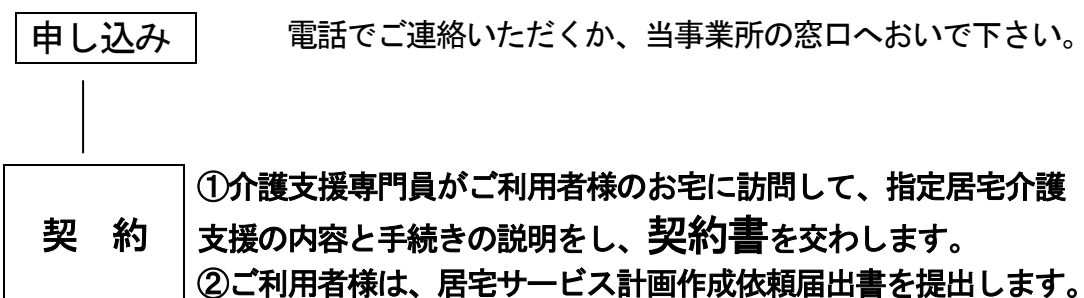 申し込み　電話でご連絡いただくか、当事業所の窓口へおいで下さい。
①介護支援専門員がご利用者様のお宅に訪問して、指定居宅介護
契　約　支援の内容と手続きの説明をし、契約書を交わします。
②ご利用者様は、居宅サービス計画作成依頼届出書を提出します。